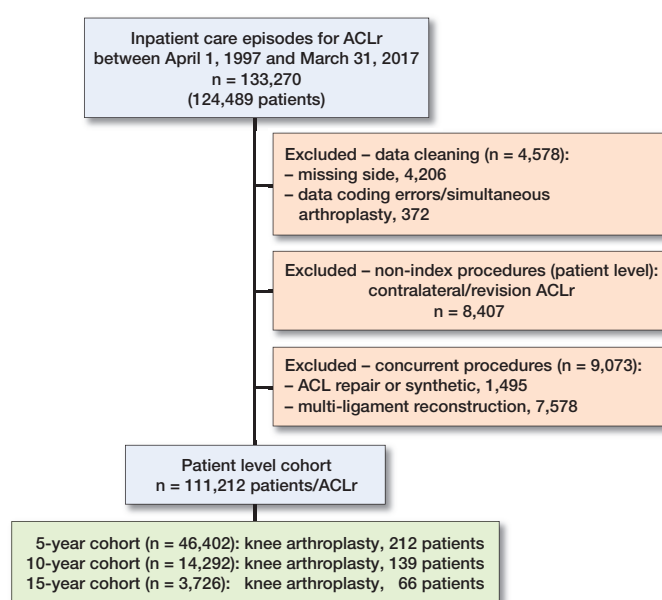 Inpatient care episodes for ACLr
between April 1, 1997 and March 31, 2017
n = 133,270
(124,489 patients)
Excluded – data cleaning (n = 4,578):
– missing side, 4,206
– data coding errors/simultaneous
arthroplasty, 372
Excluded – non-index procedures (patient level):
contralateral/revision ACLr
n = 8,407
Excluded – concurrent procedures (n = 9,073):
– ACL repair or synthetic, 1,495
– multi-ligament reconstruction, 7,578
Patient level cohort
n = 111,212 patients/ACLr
5-year cohort (n = 46,402): knee arthroplasty, 212 patients
10-year cohort (n = 14,292): knee arthroplasty, 139 patients
15-year cohort (n = 3,726): knee arthroplasty, 66 patients